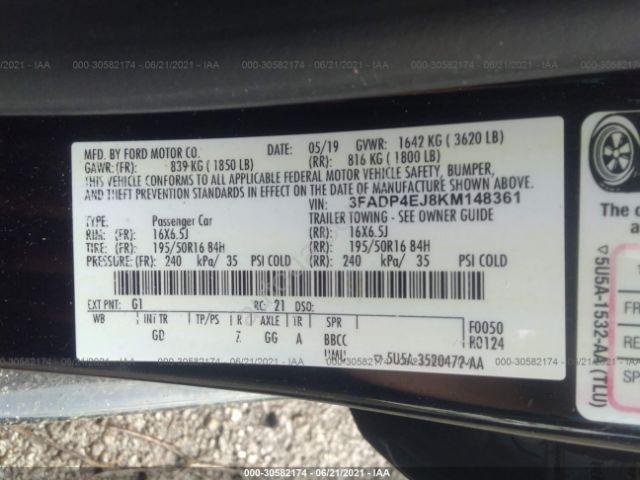 000-30582174 - 06/21/2021 - IAA
MFD. BY FORD MOTOR CO. DATE: 05/19 GVWR: 1642 KG ( 3620 LB)
GAWR: (FR): 839 KG ( 1850 LB) (RR): 816 KG ( 1800 LB)
THIS VEHICLE CONFORMS TO ALL APPLICABLE FEDERAL MOTOR VEHICLE SAFETY, BUMPER,
AND THEFT PREVENTION STANDARDS IN EFFECT ON THE DATE OF MANUFACTURE SHOWN ABOVE.
VIN: 3FADP4EJ8KM148361
TYPE: Passenger Car TRAILER TOWING - SEE OWNER GUIDE
RIM: (FR) 16X6.5J (RR): 16X6.5J
TIRE: (FR) 195/50R16 84H (RR): 195/50R16 84H
PRESSURE: (FR) 240 kPa/ 35 PSI COLD (RR): 240 kPa/ 35 PSI COLD
EXT PNT: G1 RC: 21 DSO:
WB INT TR TP/PS R AXLE TR SPR F0050
GD GG A BBCC R0124
▽ 5U5A-3520472-AA
The c
or
FR
RE
SP
▽5U5A-1532-AA (TLU)
000-30582174 - 06/21/2021 - IAA